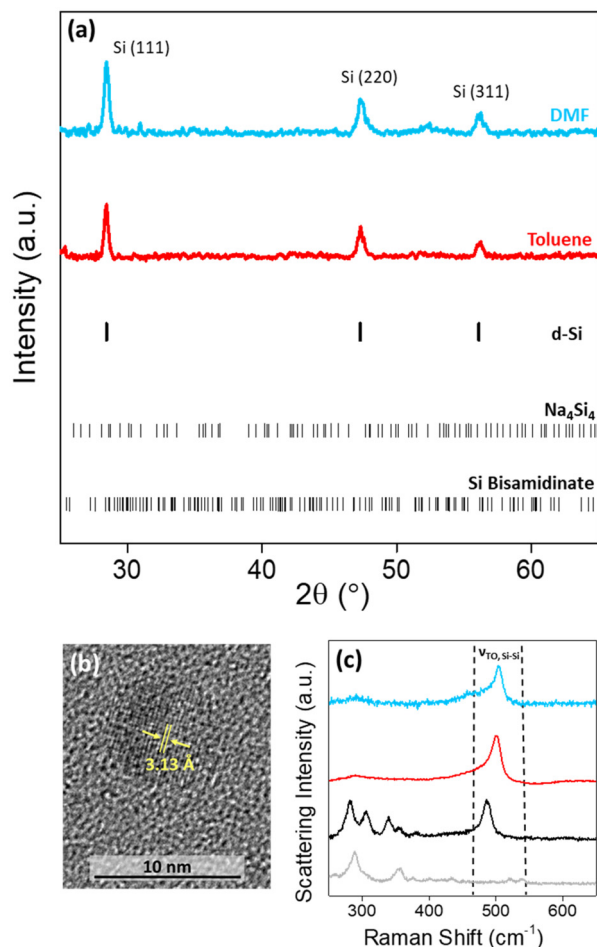 (a)
Si (111)
Si (220)
Si (311)
DMF
Toluene
d-Si
Na₄Si₄
Si Bisamidinate
Intensity (a.u.)
30 40 50 60
2θ (°)
(b)
3.13 Å
10 nm
(c)
νTO, Si-Si
Scattering Intensity (a.u.)
300 400 500 600
Raman Shift (cm⁻¹)